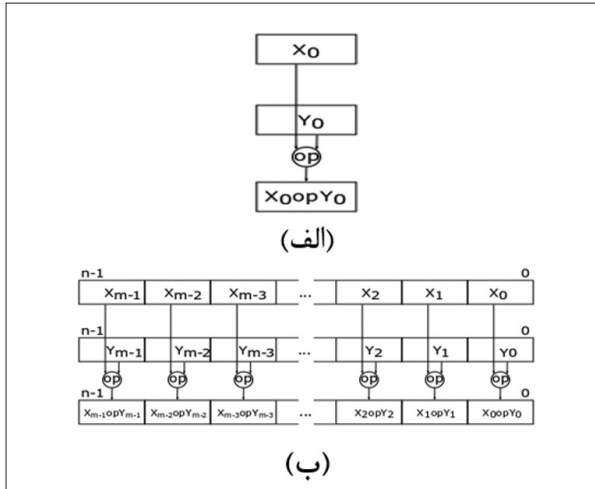 X0
Y0
op
X0opY0
(الف)
n-1 0
Xm-1 Xm-2 Xm-3 ... X2 X1 X0
n-1 0
Ym-1 Ym-2 Ym-3 ... Y2 Y1 Y0
op op op op op op
n-1 0
Xm-1opYm-1 Xm-2opYm-2 Xm-3opYm-3 ... X2opY2 X1opY1 X0opY0
(ب)